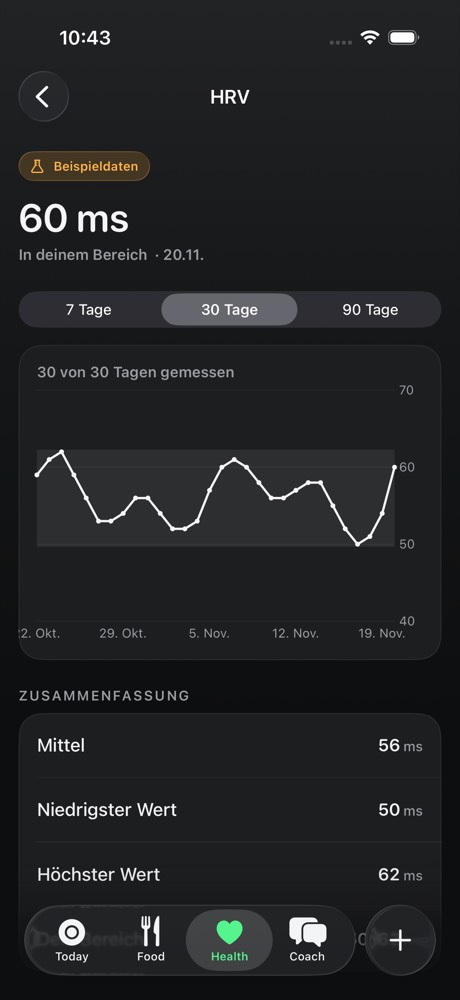 10:43
HRV
Beispieldaten
60 ms
In deinem Bereich · 20.11.
7 Tage
30 Tage
90 Tage
30 von 30 Tagen gemessen
70
60
50
40
2. Okt.
29. Okt.
5. Nov.
12. Nov.
19. Nov.
ZUSAMMENFASSUNG
Mittel
56 ms
Niedrigster Wert
50 ms
Höchster Wert
62 ms
Today
Food
Health
Coach